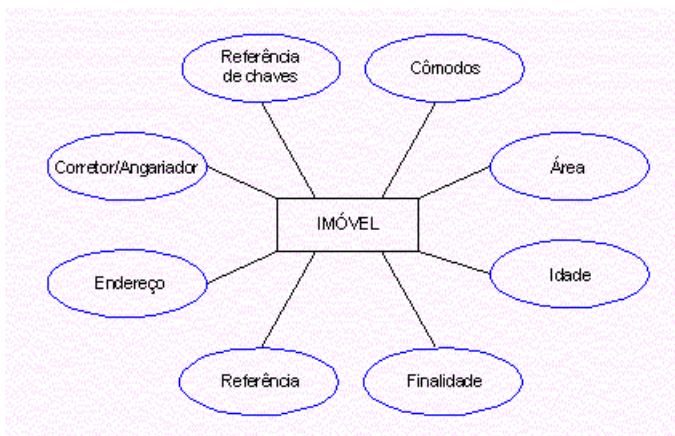 Referência
de chaves
Cômodos
Corretor/Angariador
Área
IMÓVEL
Endereço
Idade
Referência
Finalidade